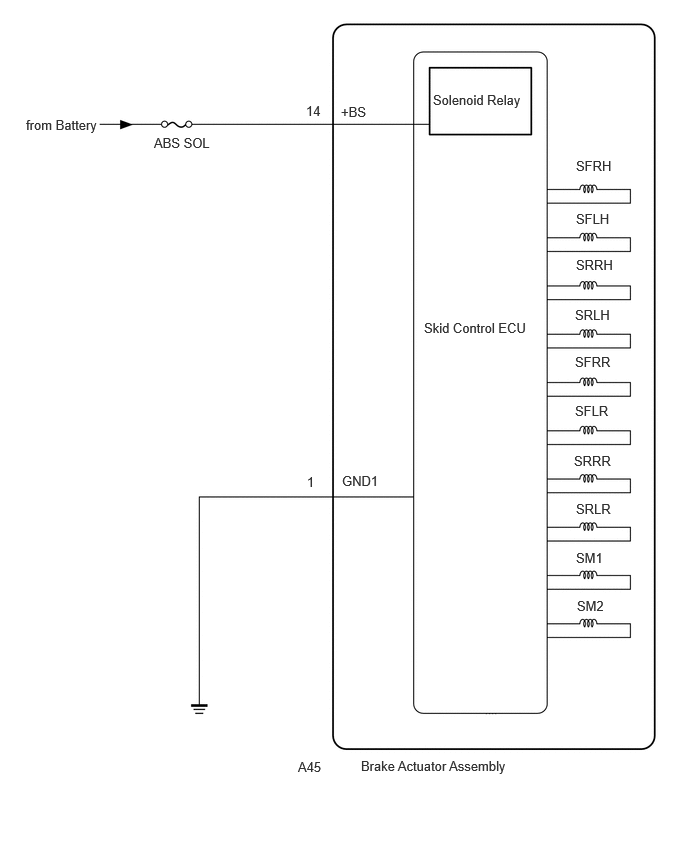 Solenoid Relay
14
+BS
from Battery
ABS SOL
SFRH
SFLH
SRRH
SRLH
Skid Control ECU
SFRR
SFLR
SRRR
1
GND1
SRLR
SM1
SM2
A45
Brake Actuator Assembly